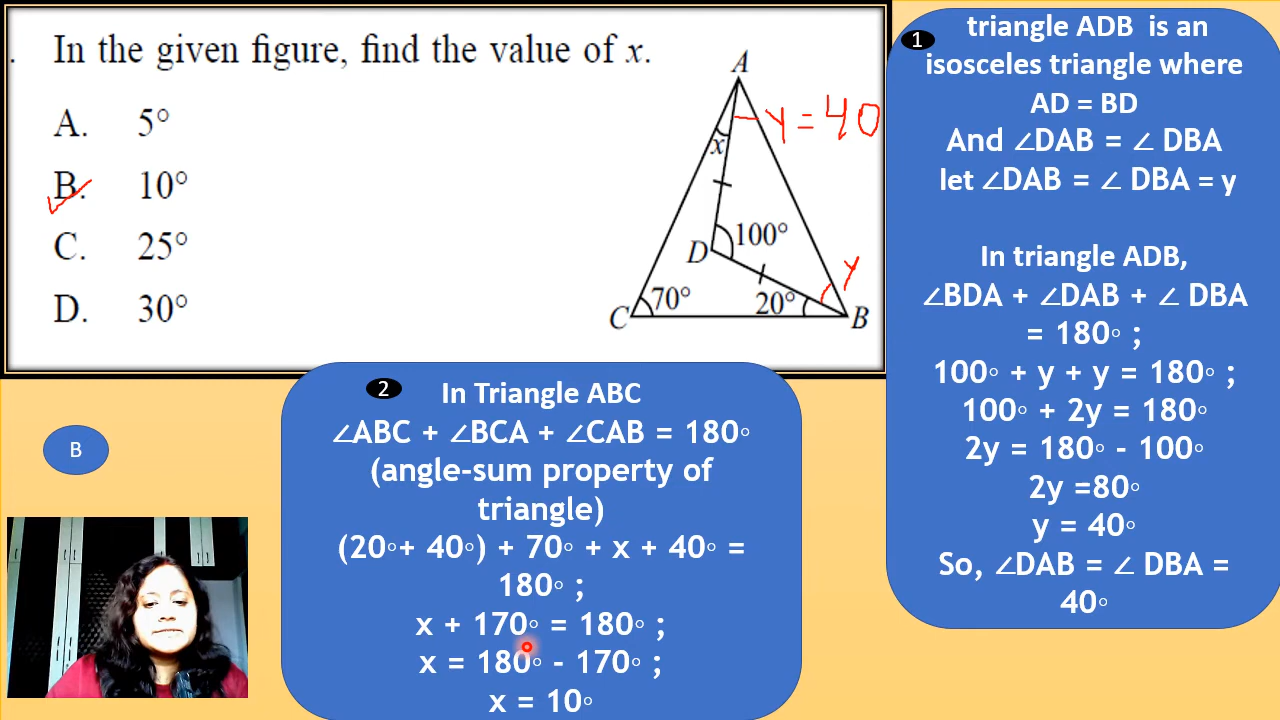 . In the given figure, find the value of x.
A. 5°
B. 10°
C. 25°
D. 30°
A
y = 40
x
100°
D
y
70°
20°
C
B
1
triangle ADB is an
isosceles triangle where
AD = BD
And ∠DAB = ∠ DBA
let ∠DAB = ∠ DBA = y
In triangle ADB,
∠BDA + ∠DAB + ∠ DBA
= 180◦ ;
100◦ + y + y = 180◦ ;
100◦ + 2y = 180◦
2y = 180◦ - 100◦
2y =80◦
y = 40◦
So, ∠DAB = ∠ DBA =
40◦
2
In Triangle ABC
∠ABC + ∠BCA + ∠CAB = 180◦
(angle-sum property of
triangle)
(20◦+ 40◦) + 70◦ + x + 40◦ =
180◦ ;
x + 170◦ = 180◦ ;
x = 180◦ - 170◦ ;
x = 10◦
B